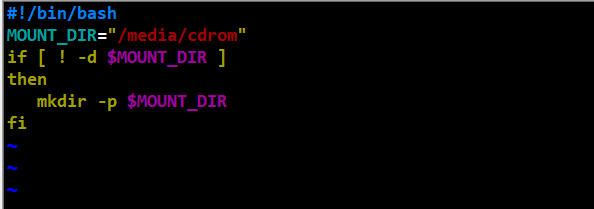 #!/bin/bash
MOUNT_DIR="/media/cdrom"
if [ ! -d $MOUNT_DIR ]
then
   mkdir -p $MOUNT_DIR
fi
~
~
~